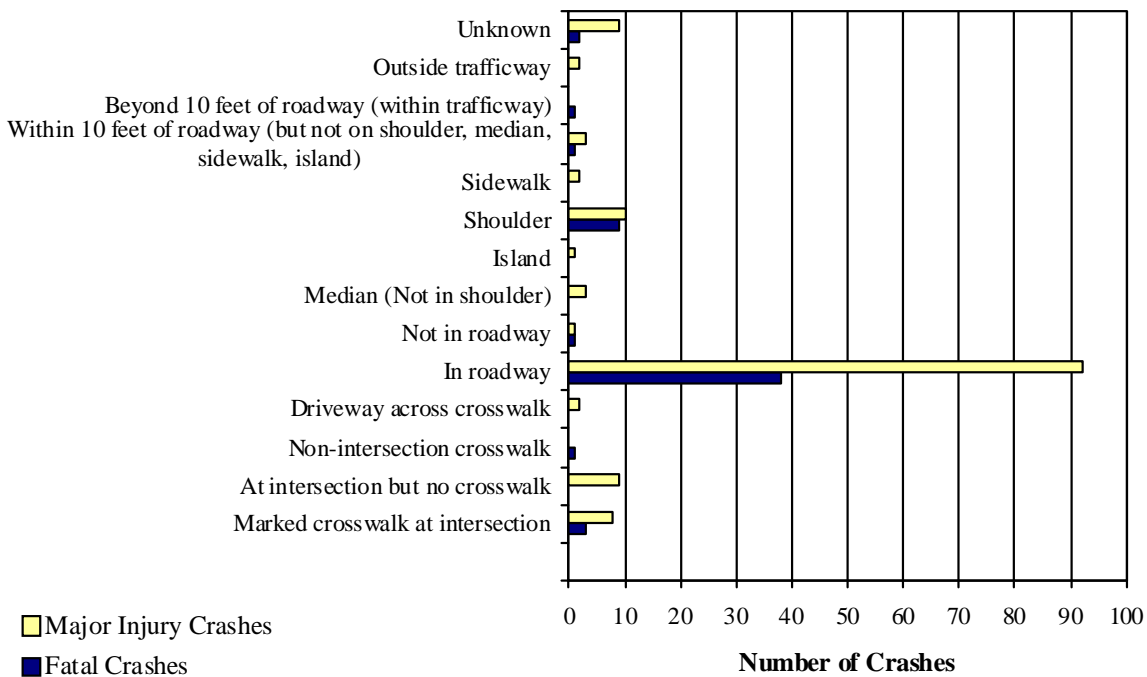 Unknown
Outside trafficway
Beyond 10 feet of roadway (within trafficway)
Within 10 feet of roadway (but not on shoulder, median,
sidewalk, island)
Sidewalk
Shoulder
Island
Median (Not in shoulder)
Not in roadway
In roadway
Driveway across crosswalk
Non-intersection crosswalk
At intersection but no crosswalk
Marked crosswalk at intersection
0 10 20 30 40 50 60 70 80 90 100
Number of Crashes
Major Injury Crashes
Fatal Crashes